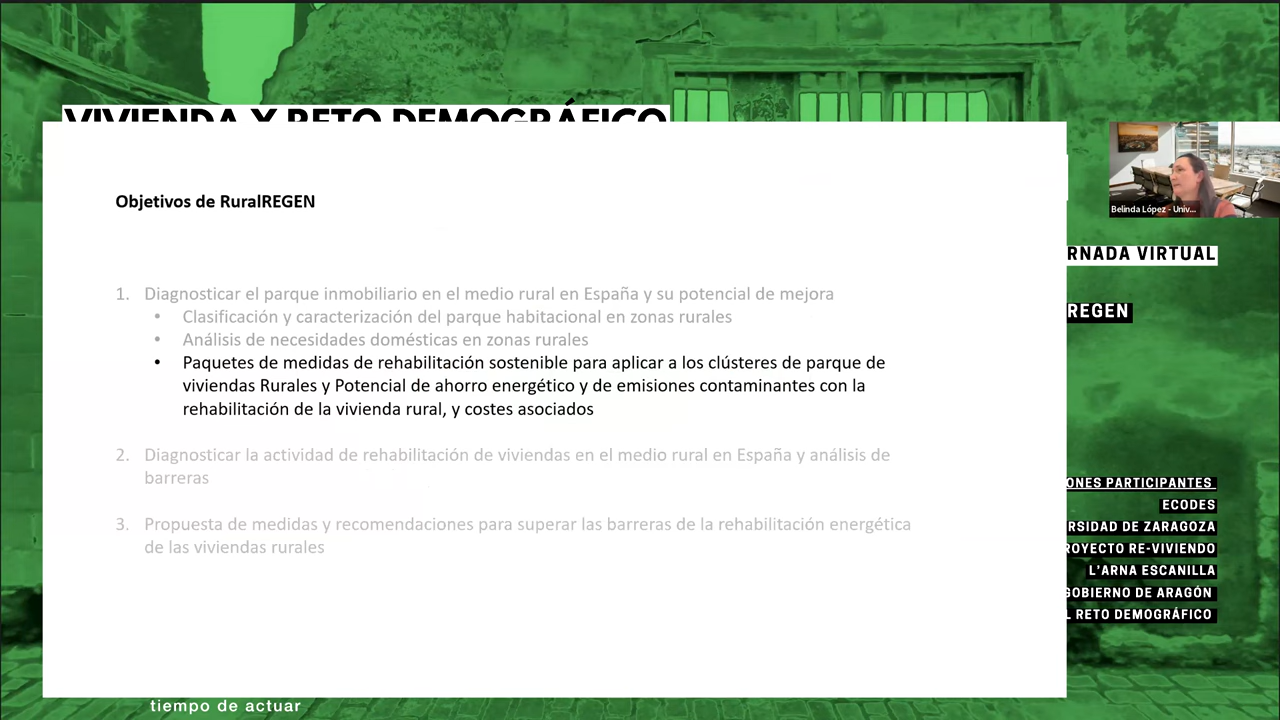 VIVIENDA Y RETO DEMOGRÁFICO
Objetivos de RuralREGEN
1. Diagnosticar el parque inmobiliario en el medio rural en España y su potencial de mejora
• Clasificación y caracterización del parque habitacional en zonas rurales
• Análisis de necesidades domésticas en zonas rurales
• Paquetes de medidas de rehabilitación sostenible para aplicar a los clústeres de parque de
viviendas Rurales y Potencial de ahorro energético y de emisiones contaminantes con la
rehabilitación de la vivienda rural, y costes asociados
2. Diagnosticar la actividad de rehabilitación de viviendas en el medio rural en España y análisis de
barreras
3. Propuesta de medidas y recomendaciones para superar las barreras de la rehabilitación energética
de las viviendas rurales
Belinda López - Univ...
RNADA VIRTUAL
REGEN
ONES PARTICIPANTES
ECODES
RSIDAD DE ZARAGOZA
ROYECTO RE-VIVIENDO
L'ARNA ESCANILLA
GOBIERNO DE ARAGÓN
L RETO DEMOGRÁFICO
tiempo de actuar